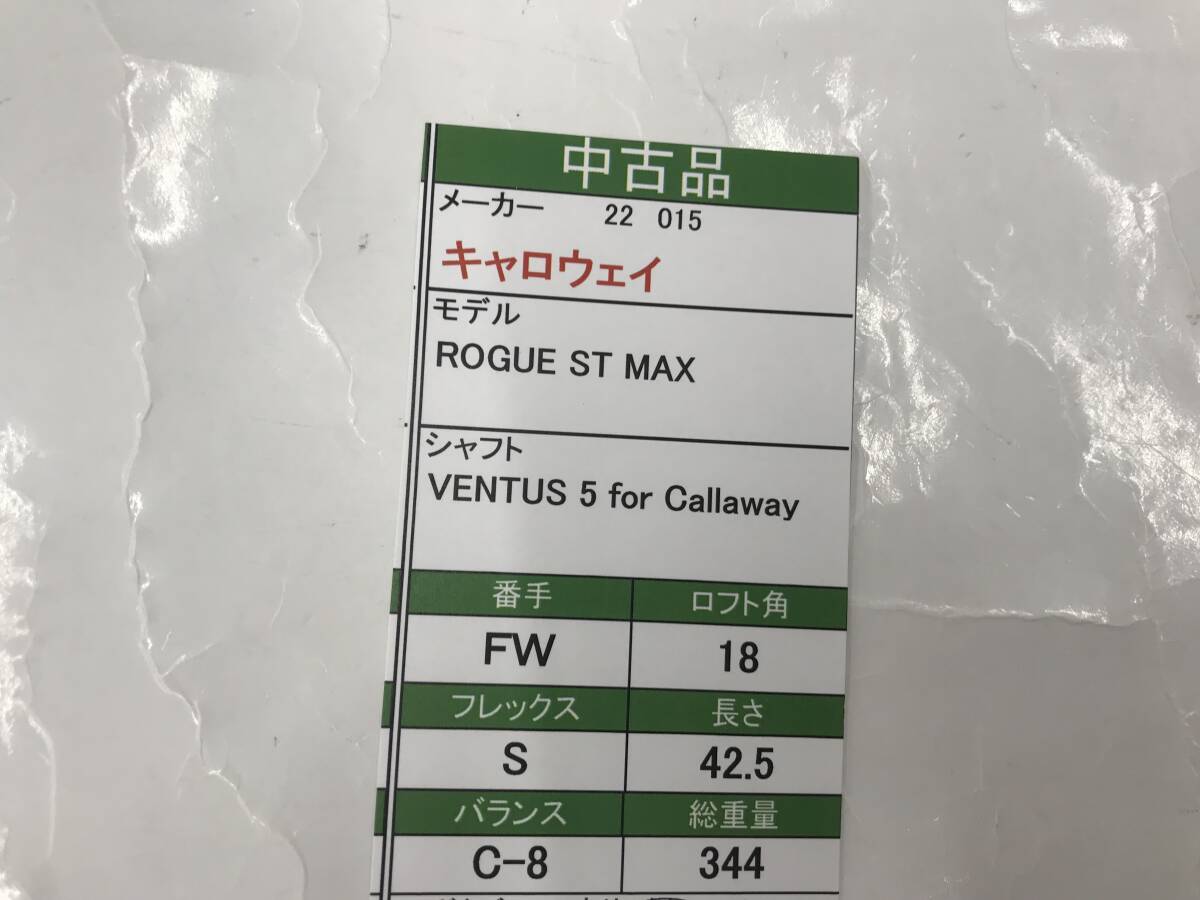 中古品
メーカー 22 015
キャロウェイ
モデル
ROGUE ST MAX
シャフト
VENTUS 5 for Callaway
番手 ロフト角
FW 18
フレックス 長さ
S 42.5
バランス 総重量
C-8 344